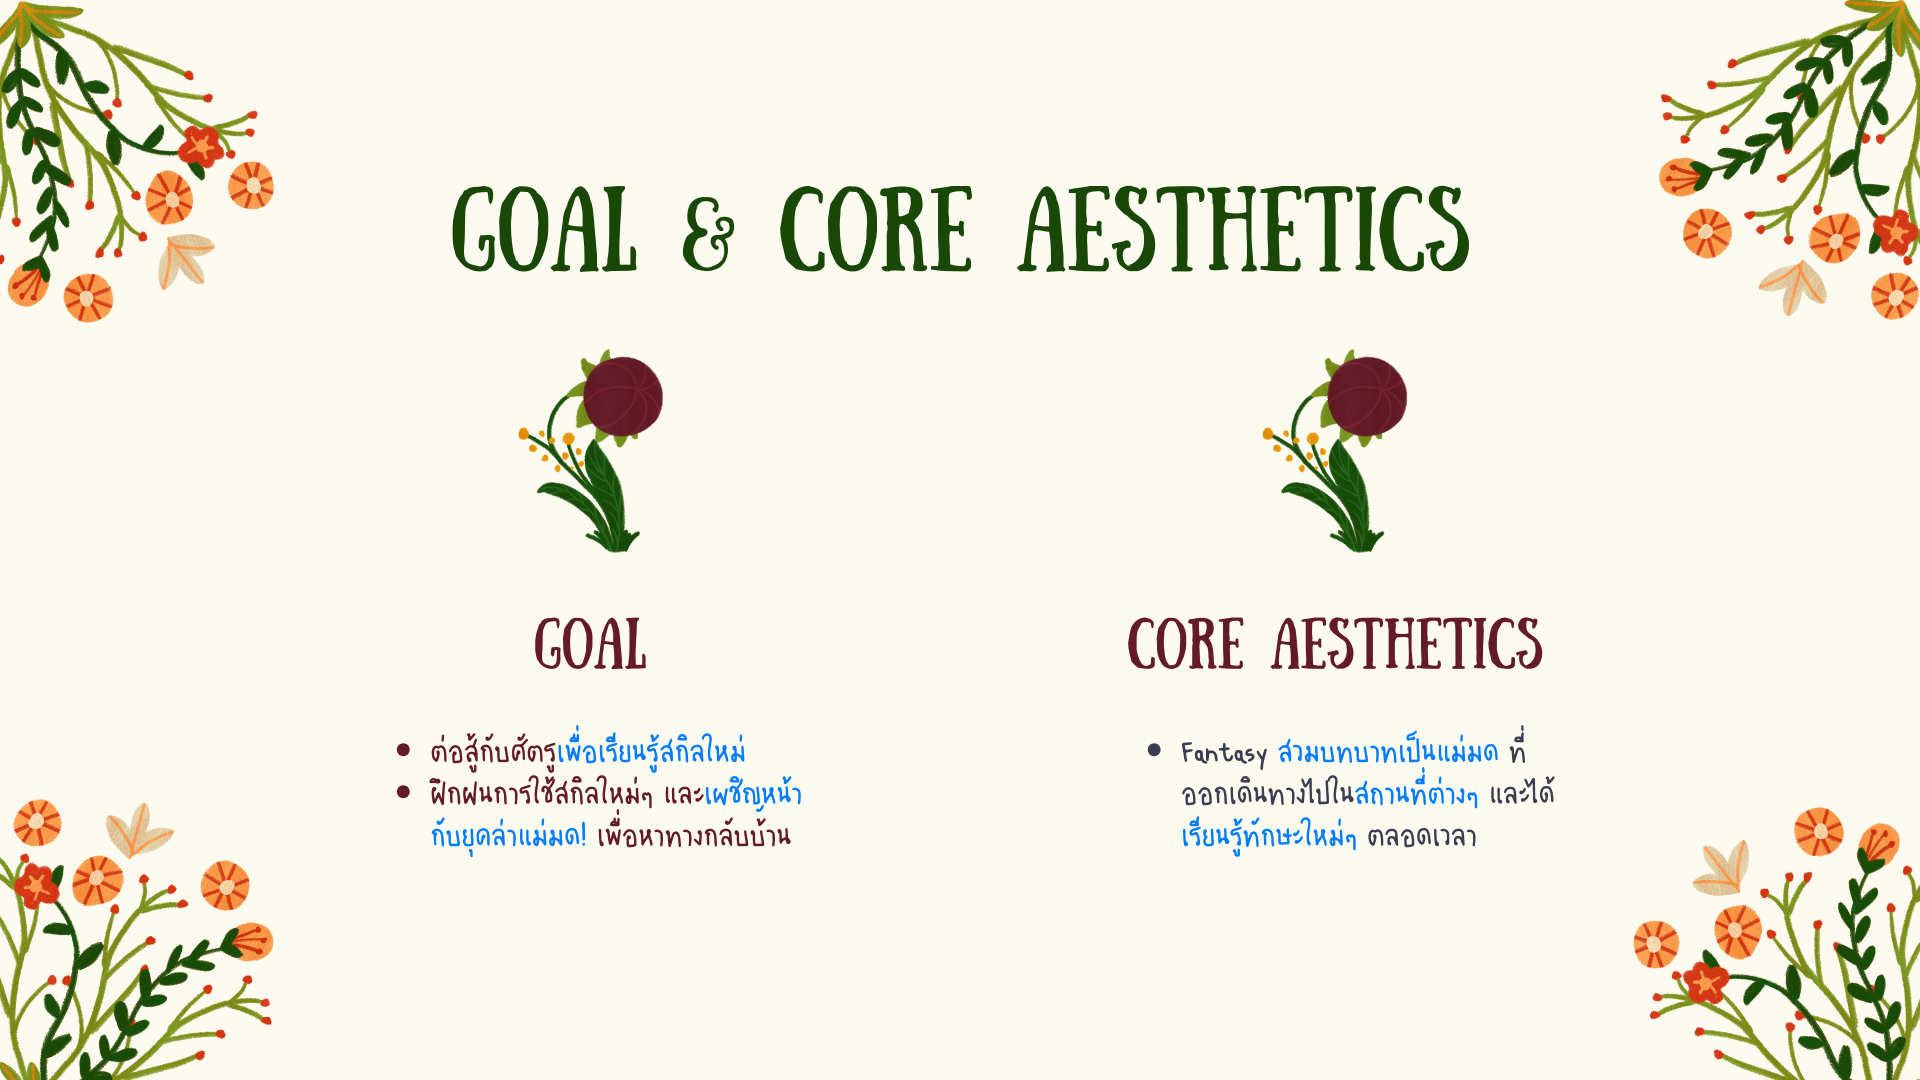 GOAL & CORE AESTHETICS
GOAL
• ต่อสู้กับศัตรูเพื่อเรียนรู้สกิลใหม่
• ฝึกฝนการใช้สกิลใหม่ๆ และเผชิญหน้า
กับยุคล่าแม่มด! เพื่อหาทางกลับบ้าน
CORE AESTHETICS
• Fantasy สวมบทบาทเป็นแม่มด ที่
ออกเดินทางไปในสถานที่ต่างๆ และได้
เรียนรู้ทักษะใหม่ๆ ตลอดเวลา